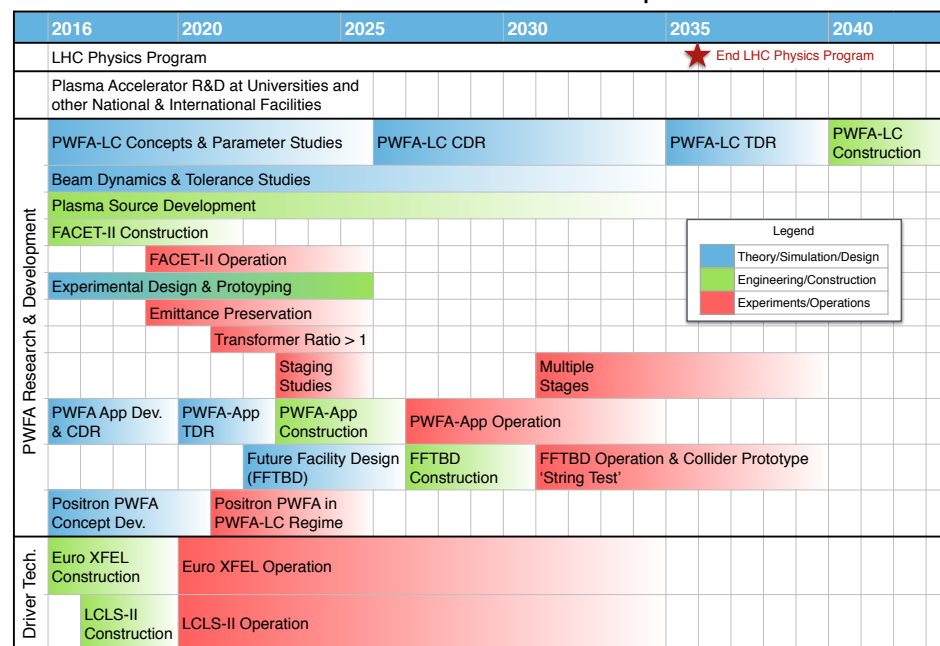 2016 2020 2025 2030 2035 2040
LHC Physics Program
End LHC Physics Program
Plasma Accelerator R&D at Universities and
other National & International Facilities
PWFA Research & Development
PWFA-LC Concepts & Parameter Studies
PWFA-LC CDR
PWFA-LC TDR
PWFA-LC
Construction
Beam Dynamics & Tolerance Studies
Plasma Source Development
FACET-II Construction
FACET-II Operation
Experimental Design & Protoyping
Emittance Preservation
Transformer Ratio > 1
Staging
Studies
Multiple
Stages
Legend
Theory/Simulation/Design
Engineering/Construction
Experiments/Operations
PWFA App Dev.
& CDR
PWFA-App
TDR
PWFA-App
Construction
PWFA-App Operation
Future Facility Design
(FFTBD)
FFTBD
Construction
FFTBD Operation & Collider Prototype
‘String Test’
Positron PWFA
Concept Dev.
Positron PWFA in
PWFA-LC Regime
Driver Tech.
Euro XFEL
Construction
Euro XFEL Operation
LCLS-II
Construction
LCLS-II Operation